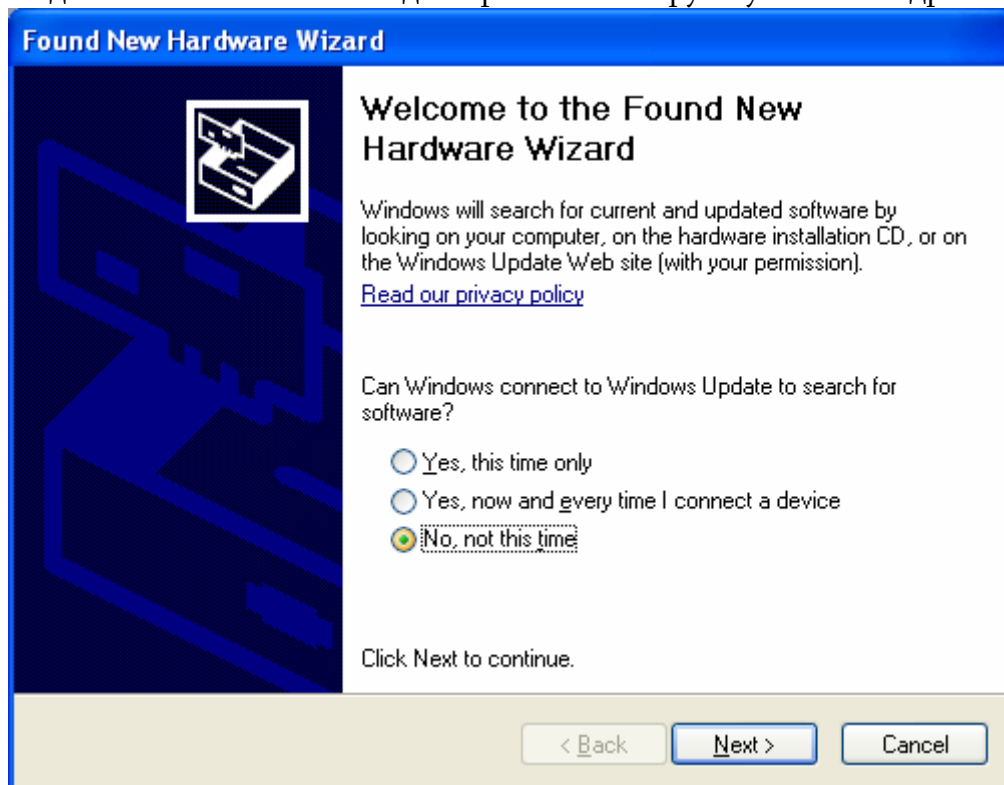 Found New Hardware Wizard
Welcome to the Found New
Hardware Wizard
Windows will search for current and updated software by
looking on your computer, on the hardware installation CD, or on
the Windows Update Web site (with your permission).
Read our privacy policy
Can Windows connect to Windows Update to search for
software?
Yes, this time only
Yes, now and every time I connect a device
No, not this time
Click Next to continue.
< Back
Next >
Cancel